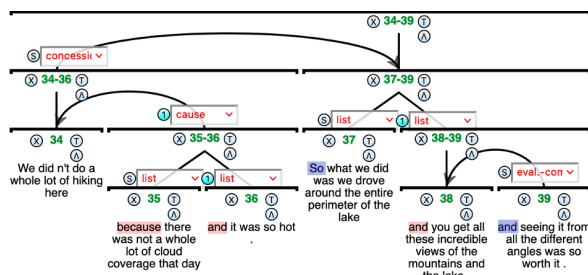 X 34-39 T
Λ
S concessic
X 34-36 T
Λ
X 37-39 T
Λ
1 cause
X 34 T
Λ
X 35-36 T
Λ
S list
X 37 T
Λ
1 list
X 38-39 T
Λ
We did n't do a
whole lot of hiking
here
S list
X 35 T
Λ
1 list
X 36 T
Λ
So what we did
was we drove
around the entire
perimeter of the
lake
X 38 T
Λ
S eval.-com
X 39 T
Λ
because there
was not a whole
lot of cloud
coverage that day
and it was so hot
.
and you get all
these incredible
views of the
mountains and
and seeing it from
all the different
angles was so
worth it .